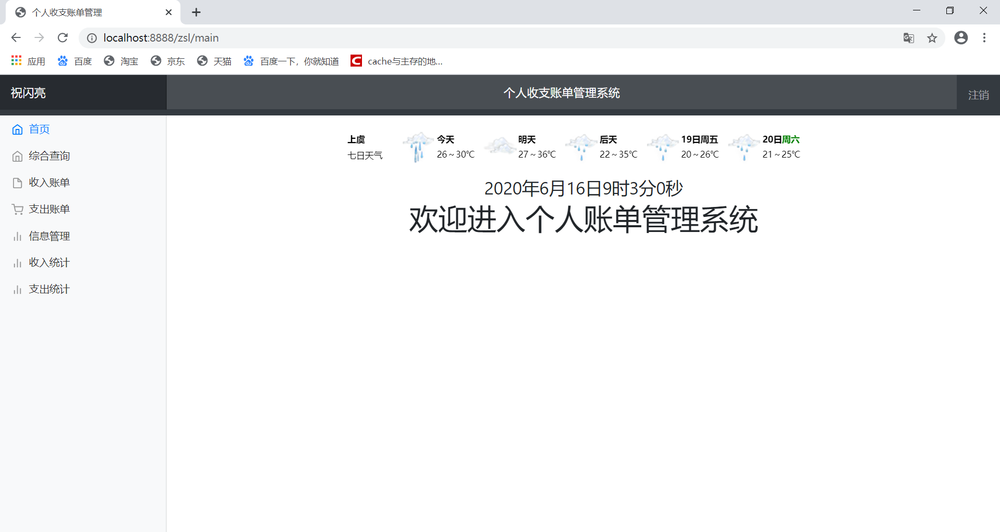 个人收支账单管理
localhost:8888/zsl/main
应用 百度 淘宝 京东 天猫 百度一下，你就知道 cache与主存的地...
祝闪亮 个人收支账单管理系统 注销
首页
综合查询
收入账单
支出账单
信息管理
收入统计
支出统计
上虞 今天 明天 后天 19日周五 20日周六
七日天气 26～30℃ 27～36℃ 22～35℃ 20～26℃ 21～25℃
2020年6月16日9时3分0秒
欢迎进入个人账单管理系统